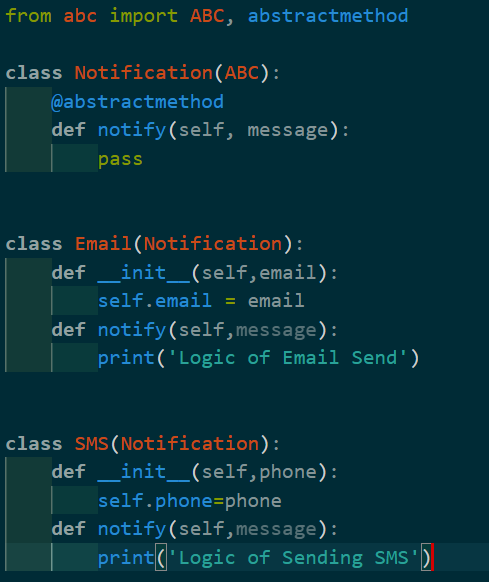 from abc import ABC, abstractmethod
class Notification(ABC):
    @abstractmethod
    def notify(self, message):
        pass
class Email(Notification):
    def __init__(self,email):
        self.email = email
    def notify(self,message):
        print('Logic of Email Send')
class SMS(Notification):
    def __init__(self,phone):
        self.phone=phone
    def notify(self,message):
        print('Logic of Sending SMS')